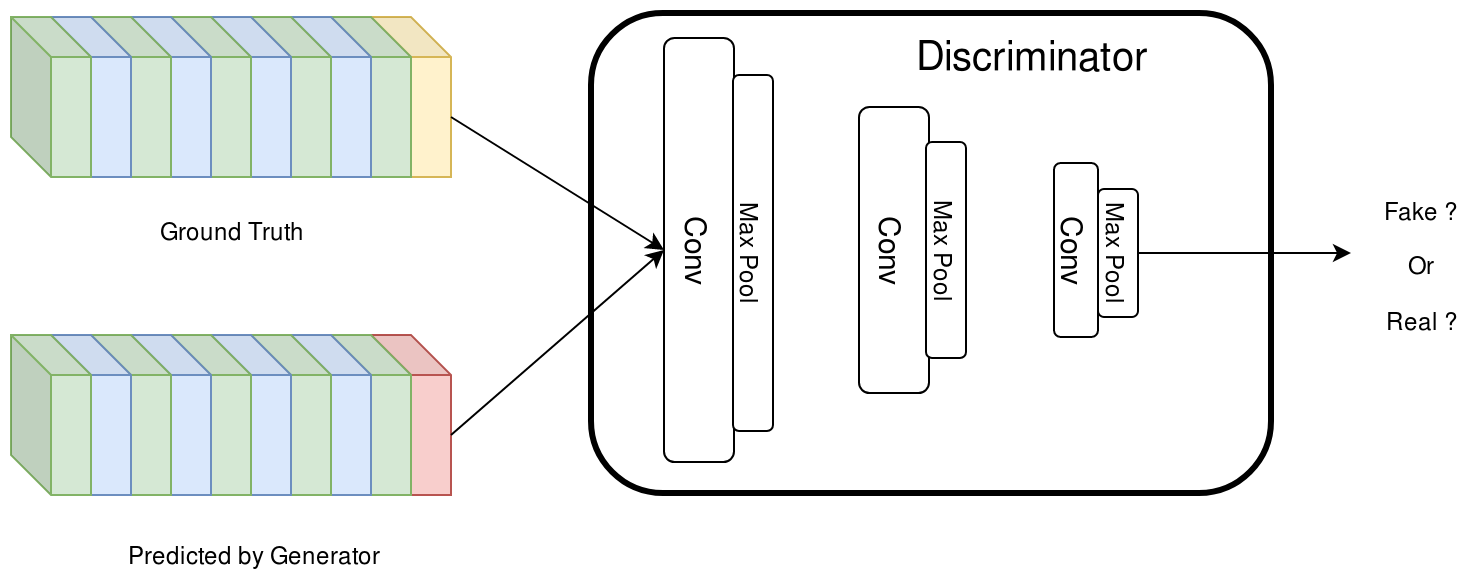 Ground Truth
Predicted by Generator
Discriminator
Conv
Max Pool
Conv
Max Pool
Conv
Max Pool
Fake ?
Or
Real ?